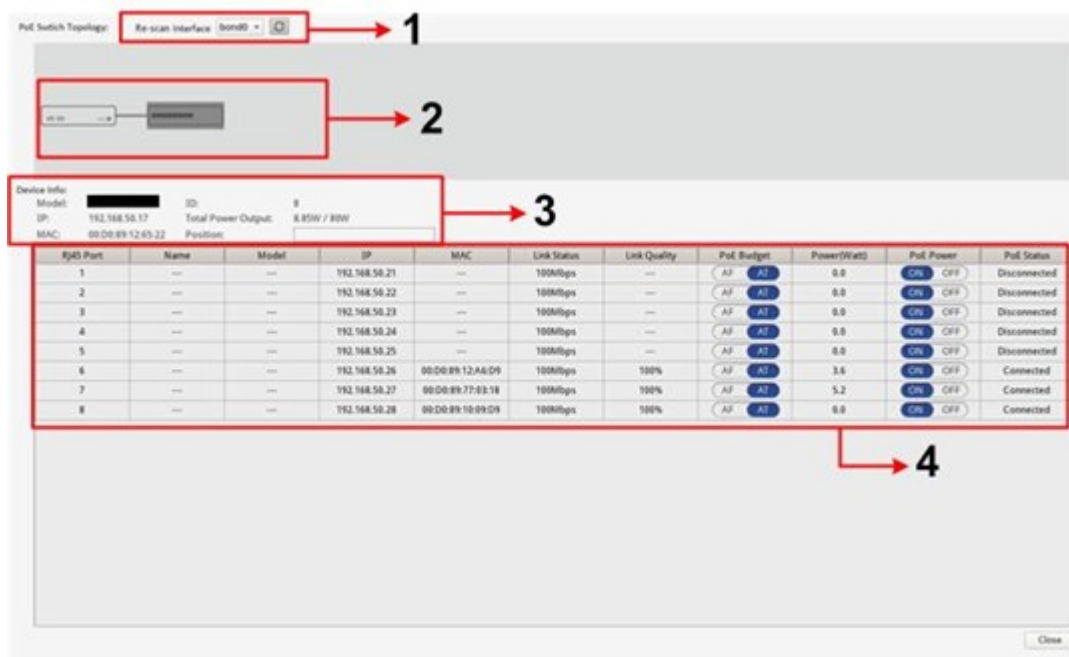 PoE Swtich Topology: Re-scan Interface bond0
1
2
Device Info:
Model: ID: 8
IP: 192.168.50.17 Total Power Output: 8.85W / 80W
MAC: 00:D0:89:12:65:22 Position:
3
RJ45 Port Name Model IP MAC Link Status Link Quality PoE Budget Power(Watt) PoE Power PoE Status
1 --- --- 192.168.50.21 --- 100Mbps --- AF AT 0.0 ON OFF Disconnected
2 --- --- 192.168.50.22 --- 100Mbps --- AF AT 0.0 ON OFF Disconnected
3 --- --- 192.168.50.23 --- 100Mbps --- AF AT 0.0 ON OFF Disconnected
4 --- --- 192.168.50.24 --- 100Mbps --- AF AT 0.0 ON OFF Disconnected
5 --- --- 192.168.50.25 --- 100Mbps --- AF AT 0.0 ON OFF Disconnected
6 --- --- 192.168.50.26 00:D0:89:12:A6:D9 100Mbps 100% AF AT 3.6 ON OFF Connected
7 --- --- 192.168.50.27 00:D0:89:77:03:18 100Mbps 100% AF AT 5.2 ON OFF Connected
8 --- --- 192.168.50.28 00:D0:89:10:09:D9 100Mbps 100% AF AT 0.0 ON OFF Connected
4
Close